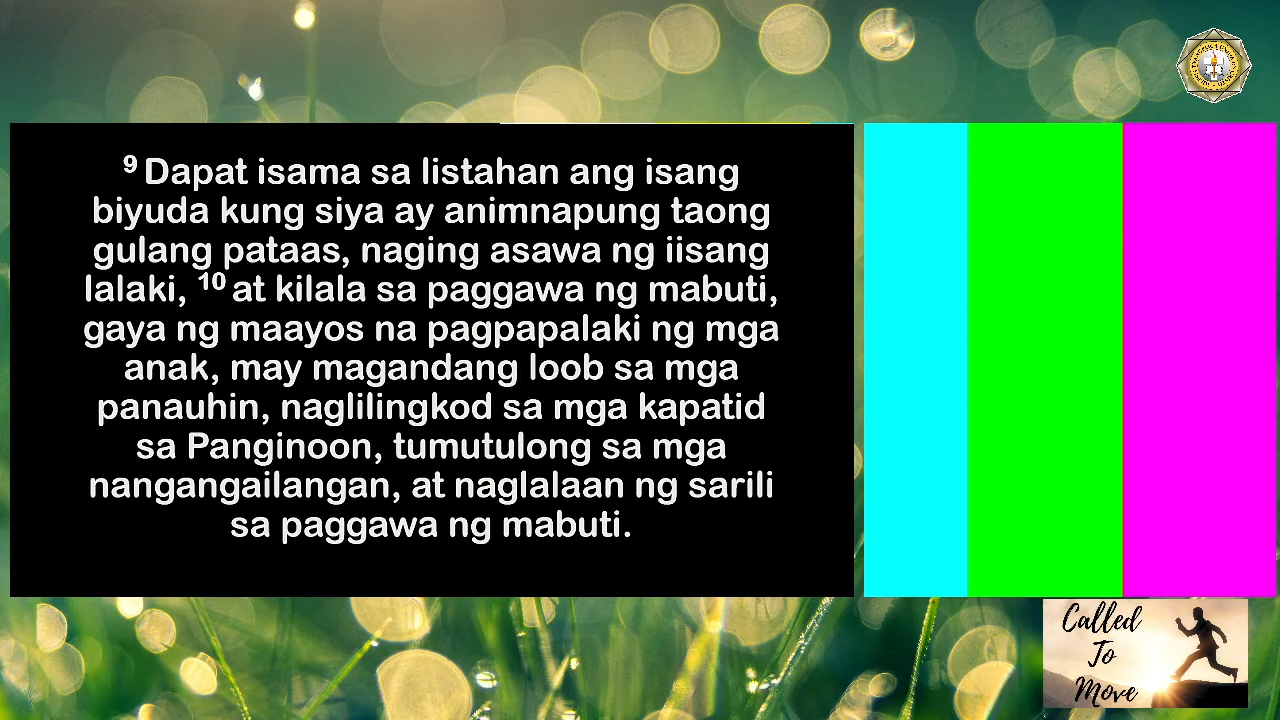 ⁹ Dapat isama sa listahan ang isang
biyuda kung siya ay animnapung taong
gulang pataas, naging asawa ng iisang
lalaki, ¹⁰ at kilala sa paggawa ng mabuti,
gaya ng maayos na pagpapalaki ng mga
anak, may magandang loob sa mga
panauhin, naglilingkod sa mga kapatid
sa Panginoon, tumutulong sa mga
nangangailangan, at naglalaan ng sarili
sa paggawa ng mabuti.
Called
To
Move